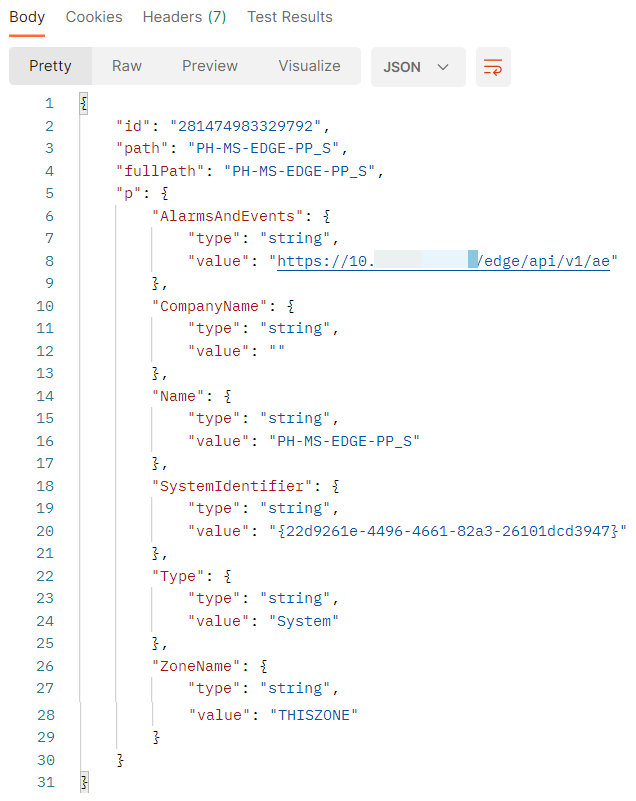 Body Cookies Headers (7) Test Results
Pretty Raw Preview Visualize JSON
1 {
2 "id": "281474983329792",
3 "path": "PH-MS-EDGE-PP_S",
4 "fullPath": "PH-MS-EDGE-PP_S",
5 "p": {
6 "AlarmsAndEvents": {
7 "type": "string",
8 "value": "https://10. /edge/api/v1/ae"
9 },
10 "CompanyName": {
11 "type": "string",
12 "value": ""
13 },
14 "Name": {
15 "type": "string",
16 "value": "PH-MS-EDGE-PP_S"
17 },
18 "SystemIdentifier": {
19 "type": "string",
20 "value": "{22d9261e-4496-4661-82a3-26101dcd3947}"
21 },
22 "Type": {
23 "type": "string",
24 "value": "System"
25 },
26 "ZoneName": {
27 "type": "string",
28 "value": "THISZONE"
29 }
30 }
31 }